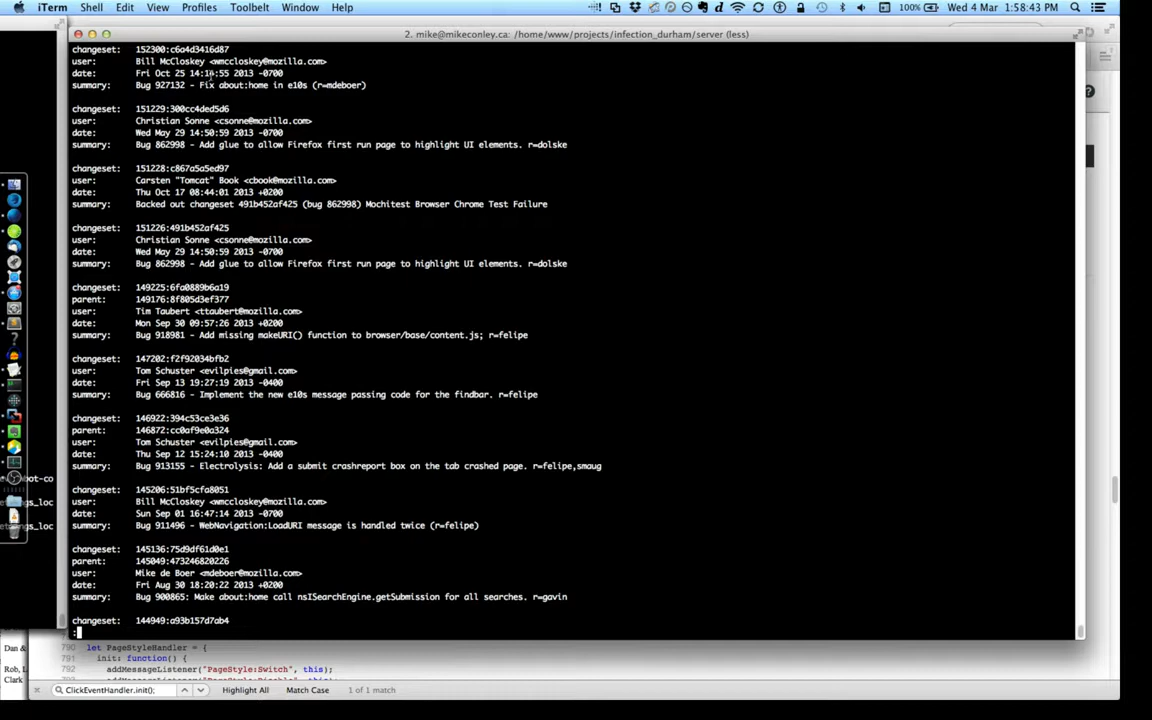 iTerm Shell Edit View Profiles Toolbelt Window Help 100% Wed 4 Mar 1:58:43 PM
2. mike@mikeconley.ca: /home/www/projects/infection_durham/server (less)
changeset: 152300:c6a4d3416d87
user: Bill McCloskey <wmccloskey@mozilla.com>
date: Fri Oct 25 14:14:55 2013 -0700
summary: Bug 927132 - Fix about:home in e10s (r=mdeboer)
changeset: 151229:300cc4ded5d6
user: Christian Sonne <csonne@mozilla.com>
date: Wed May 29 14:50:59 2013 -0700
summary: Bug 862998 - Add glue to allow Firefox first run page to highlight UI elements. r=dolske
changeset: 151228:c867a5a5ed97
user: Carsten "Tomcat" Book <cbook@mozilla.com>
date: Thu Oct 17 08:44:01 2013 +0200
summary: Backed out changeset 491b452af425 (bug 862998) Mochitest Browser Chrome Test Failure
changeset: 151226:491b452af425
user: Christian Sonne <csonne@mozilla.com>
date: Wed May 29 14:50:59 2013 -0700
summary: Bug 862998 - Add glue to allow Firefox first run page to highlight UI elements. r=dolske
changeset: 149225:6fa0889b6a19
parent: 149176:8f805d3ef377
user: Tim Taubert <ttaubert@mozilla.com>
date: Mon Sep 30 09:57:26 2013 +0200
summary: Bug 918981 - Add missing makeURI() function to browser/base/content.js; r=felipe
changeset: 147202:f2f92034bfb2
user: Tom Schuster <evilpies@gmail.com>
date: Fri Sep 13 19:27:19 2013 -0400
summary: Bug 666816 - Implement the new e10s message passing code for the findbar. r=felipe
changeset: 146922:394c53ce3e36
parent: 146872:cc0af9e0a324
user: Tom Schuster <evilpies@gmail.com>
date: Thu Sep 12 15:24:10 2013 -0400
summary: Bug 913155 - Electrolysis: Add a submit crashreport box on the tab crashed page. r=felipe,smaug
changeset: 145206:51bf5cfa8051
user: Bill McCloskey <wmccloskey@mozilla.com>
date: Sun Sep 01 16:47:14 2013 -0700
summary: Bug 911496 - WebNavigation:LoadURI message is handled twice (r=felipe)
changeset: 145136:75d9df61d0e1
parent: 145049:473246820226
user: Mike de Boer <mdeboer@mozilla.com>
date: Fri Aug 30 18:20:22 2013 +0200
summary: Bug 900865: Make about:home call nsISearchEngine.getSubmission for all searches. r=gavin
changeset: 144949:a93b157d7ab4
:
Dan &
Rob, L
Clark
790 let PageStyleHandler = {
791 init: function() {
792 addMessageListener("PageStyle:Switch", this);
ClickEventHandler.init(); Highlight All Match Case 1 of 1 match